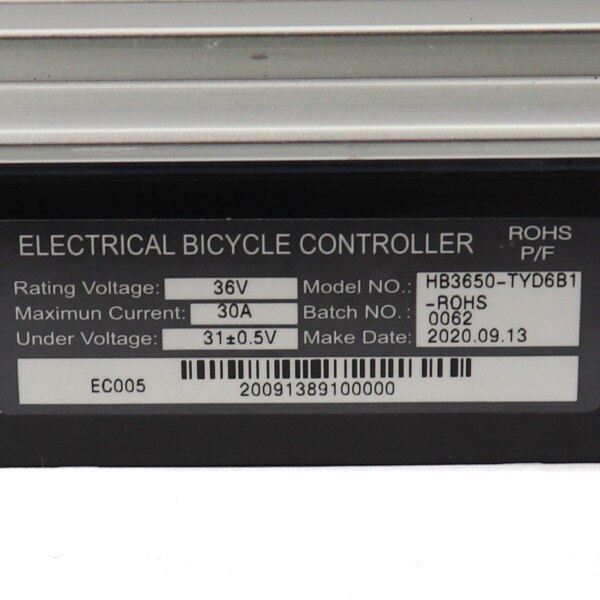 ELECTRICAL BICYCLE CONTROLLER
ROHS
P/F
Rating Voltage: 36V
Maximun Current: 30A
Under Voltage: 31±0.5V
Model NO.: HB3650-TYD6B1
-ROHS
Batch NO.: 0062
Make Date: 2020.09.13
EC005
20091389100000